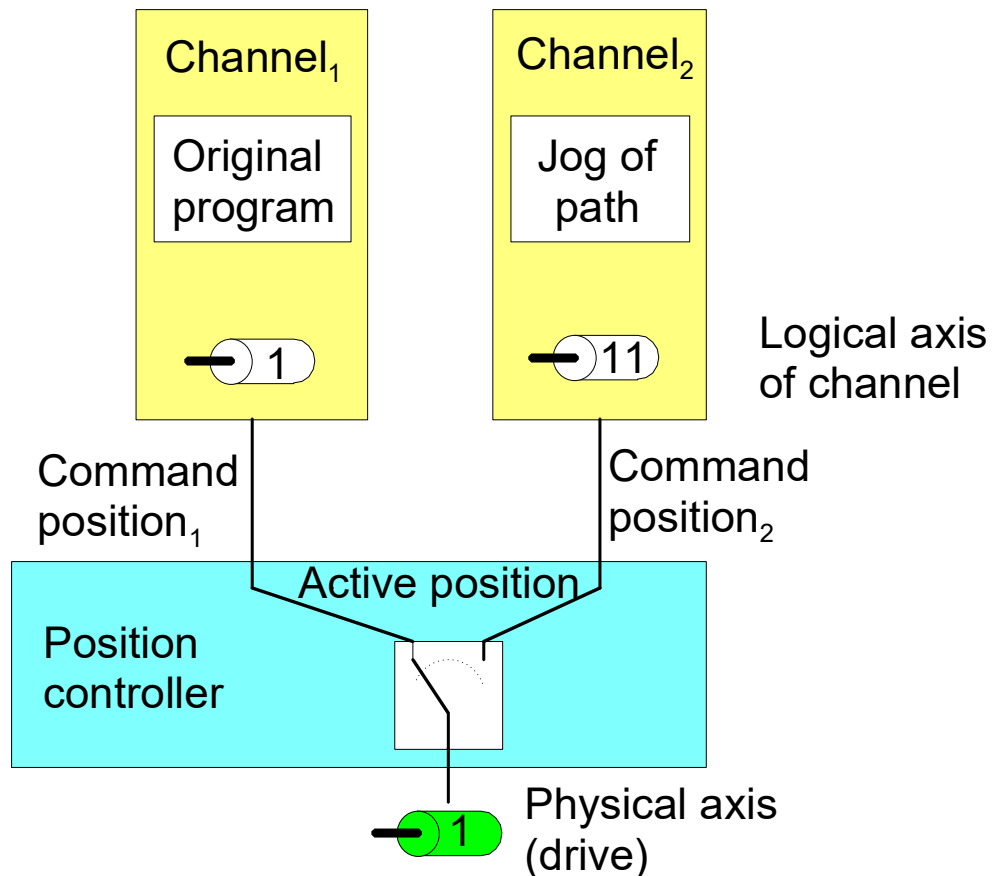 Channel₁
Original
program
1
Channel₂
Jog of
path
11
Logical axis
of channel
Command
position₁
Command
position₂
Active position
Position
controller
1
Physical axis
(drive)